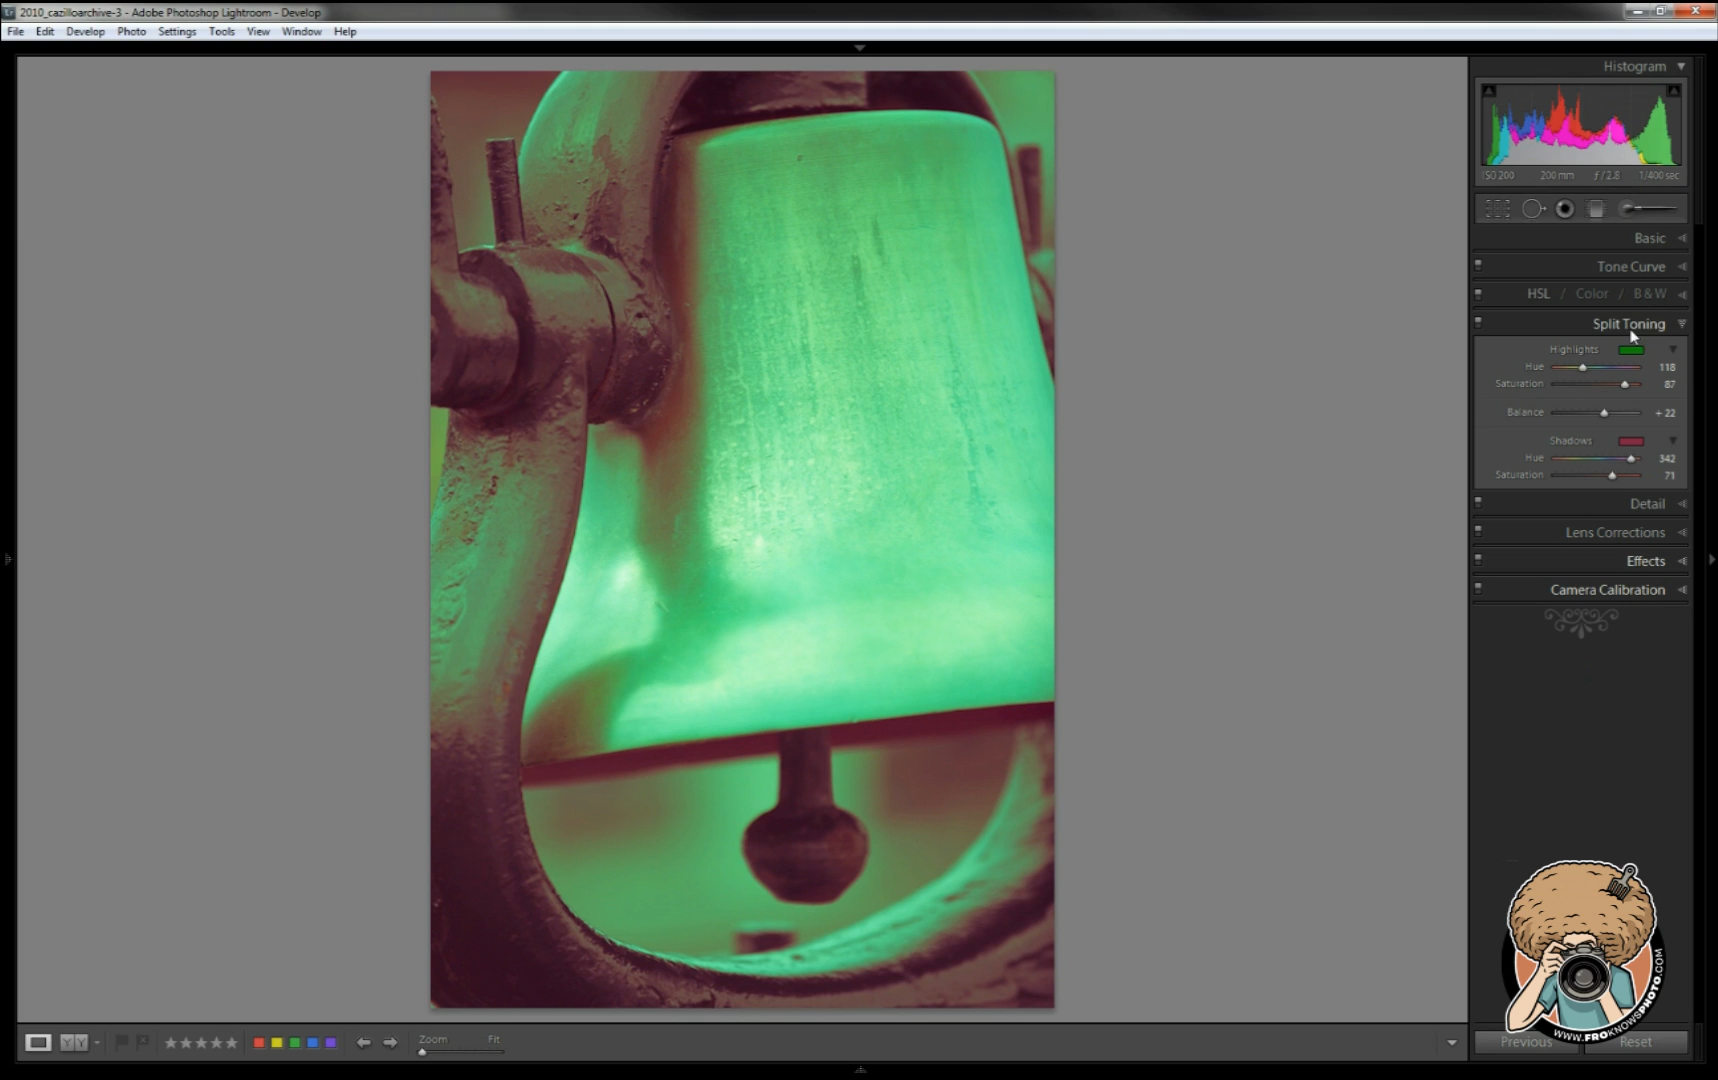 2010_cazilloarchive-3 - Adobe Photoshop Lightroom - Develop
File Edit Develop Photo Settings Tools View Window Help
Histogram
ISO 200 200 mm ƒ / 2.8 1/400 sec
Basic
Tone Curve
HSL / Color / B & W
Split Toning
Highlights
Hue 118
Saturation 87
Balance + 22
Shadows
Hue 342
Saturation 71
Detail
Lens Corrections
Effects
Camera Calibration
WWW.FROKNOWSPHOTO.COM
YY Zoom Fit
Previous Reset